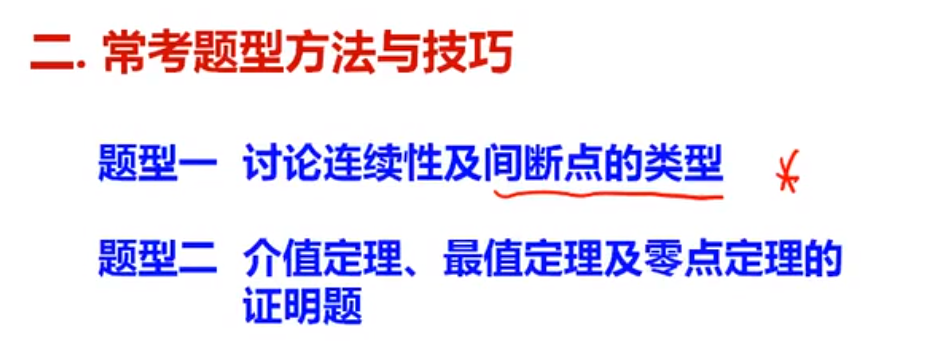 二. 常考题型方法与技巧
题型一 讨论连续性及间断点的类型
题型二 介值定理、最值定理及零点定理的
证明题